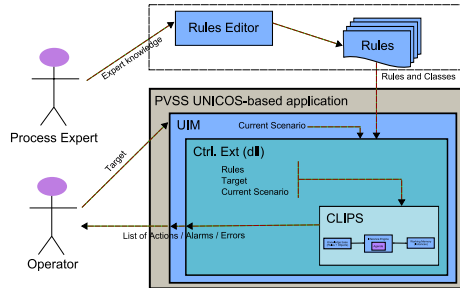 Rules Editor
Rules
Expert knowledge
Rules and Classes
Process Expert
PVSS UNICOS-based application
UIM
Current Scenario
Ctrl. Ext (dll)
Target
Rules
Target
Current Scenario
CLIPS
List of Actions / Alarms / Errors
Operator